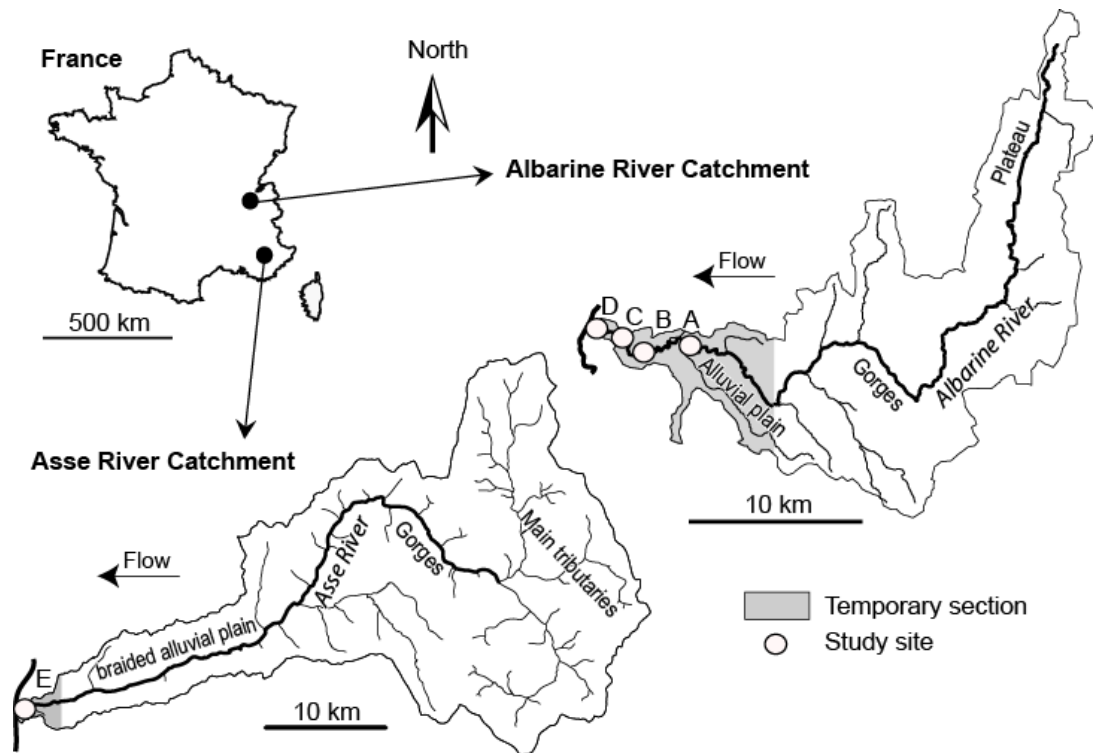 France
North
Albarine River Catchment
500 km
Plateau
Flow
D
C
B
A
Alluvial plain
Gorges
Albarine River
10 km
Asse River Catchment
Flow
Asse River
Gorges
Main tributaries
braided alluvial plain
E
10 km
Temporary section
Study site